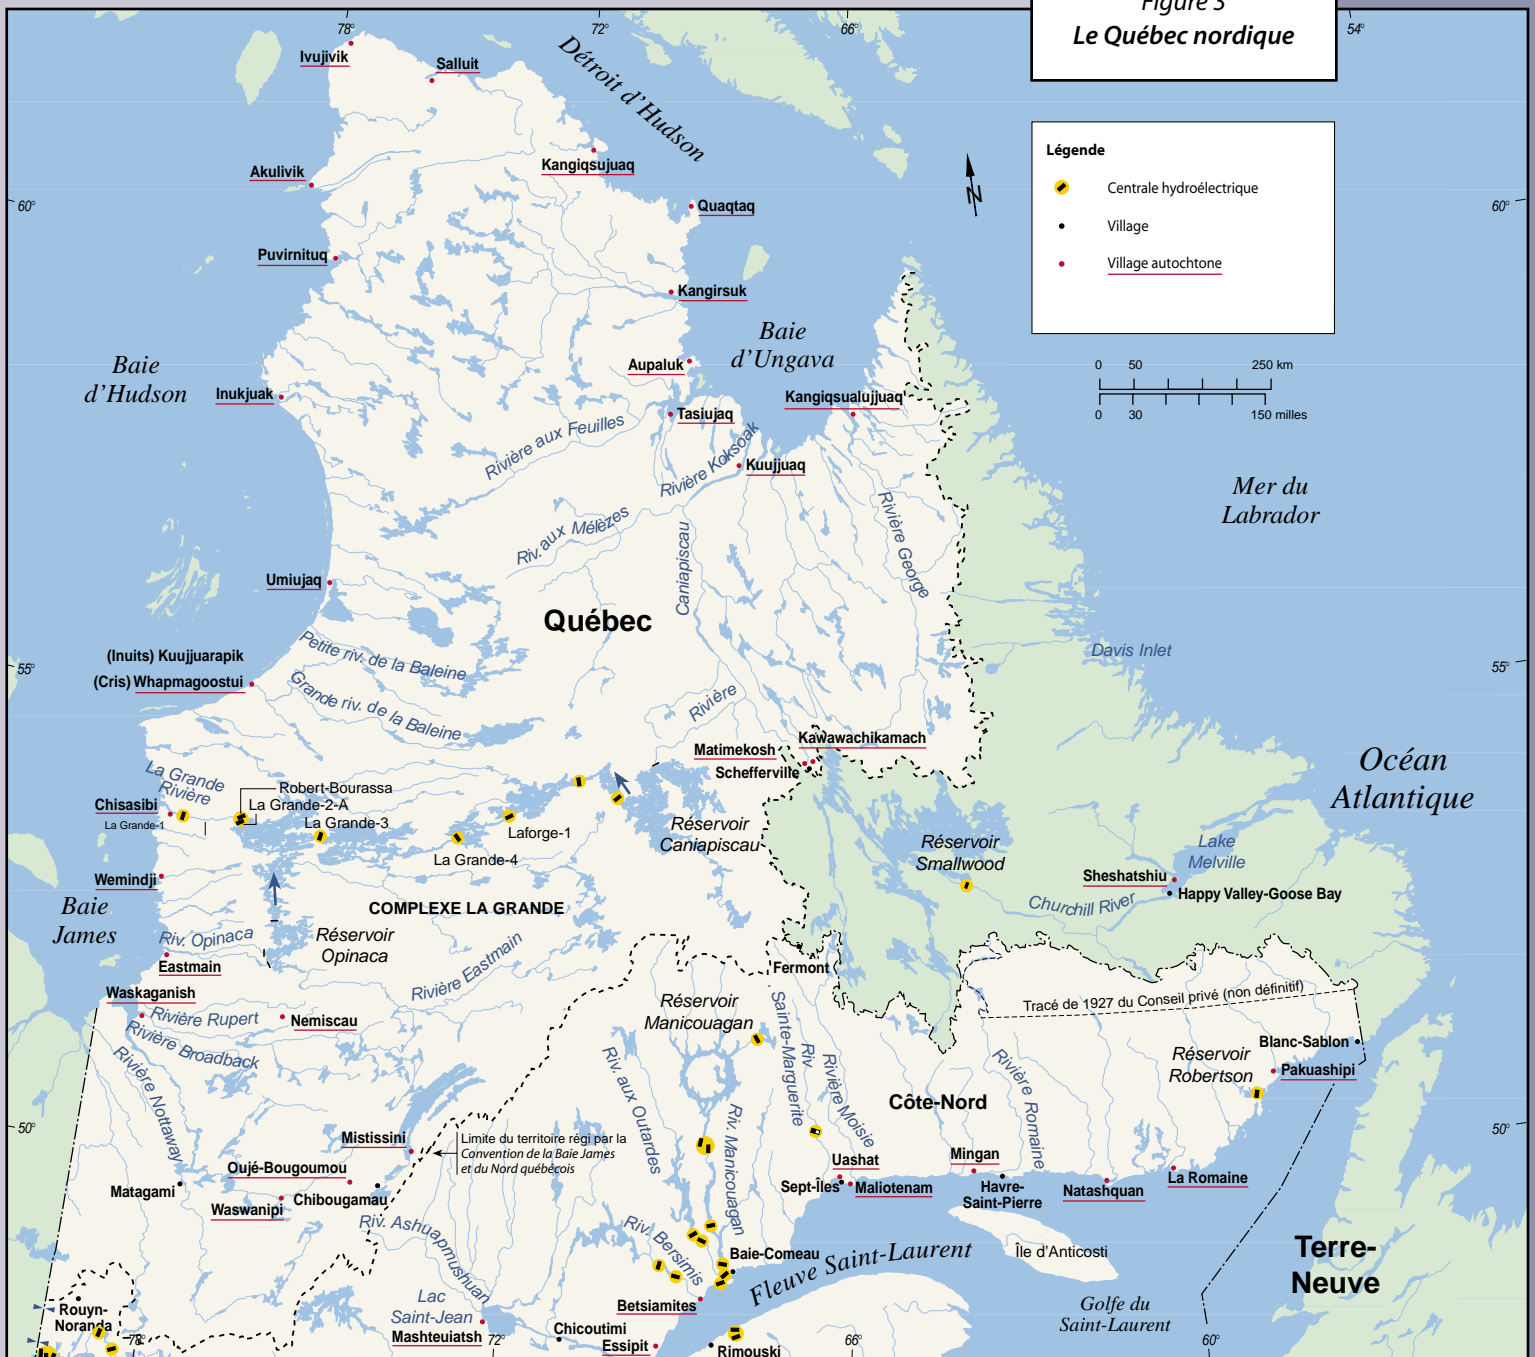 Figure 3
Le Québec nordique
78°
72°
66°
54°
Ivujivik
Salluit
Détroit d'Hudson
Kangiqsujuaq
Akulivik
Quaqtaq
60°
60°
Puvirnituq
Kangirsuk
Légende
Centrale hydroélectrique
Village
Village autochtone
N
0 50 250 km
0 30 150 milles
Baie
d'Hudson
Baie
d'Ungava
Aupaluk
Inukjuak
Tasiujaq
Kangiqsualujjuaq
Rivière aux Feuilles
Rivière Koksoak
Kuujjuaq
Mer du
Labrador
Riv. aux Mélèzes
Caniapiscau
Rivière George
Umiujaq
Québec
Davis Inlet
Petite riv. de la Baleine
(Inuits) Kuujjuarapik
(Cris) Whapmagoostui
55°
55°
Grande riv. de la Baleine
Rivière
Kawawachikamach
Matimekosh
Schefferville
Océan
Atlantique
La Grande
Rivière
Robert-Bourassa
La Grande-2-A
La Grande-3
Chisasibi
La Grande-1
Laforge-1
La Grande-4
Réservoir
Caniapiscau
Réservoir
Smallwood
Lake
Melville
Sheshatshiu
Happy Valley-Goose Bay
Churchill River
Wemindji
Baie
James
COMPLEXE LA GRANDE
Riv. Opinaca
Réservoir
Opinaca
Eastmain
Rivière Eastmain
Fermont
Waskaganish
Rivière Rupert
Nemiscau
Rivière Broadback
Réservoir
Manicouagan
Sainte-Marguerite
Riv
Rivière Moisie
Tracé de 1927 du Conseil privé (non définitif)
Blanc-Sablon
Réservoir
Robertson
Pakuashipi
Rivière Nottaway
Riv. aux Outardes
Riv. Manicouagan
Côte-Nord
Rivière Romaine
50°
50°
Mistissini
Limite du territoire régi par la
Convention de la Baie James
et du Nord québécois
Oujé-Bougoumou
Matagami
Chibougamau
Waswanipi
Uashat
Sept-Îles
Maliotenam
Mingan
Havre-
Saint-Pierre
Natashquan
La Romaine
Riv. Ashuapmushuan
Riv. Bersimis
Baie-Comeau
Fleuve Saint-Laurent
Île d'Anticosti
Terre-
Neuve
Golfe du
Saint-Laurent
Rouyn-
Noranda
Lac
Saint-Jean
Betsiamites
Mashteuiatsh
Chicoutimi
Essipit
Rimouski
78°
72°
66°
60°